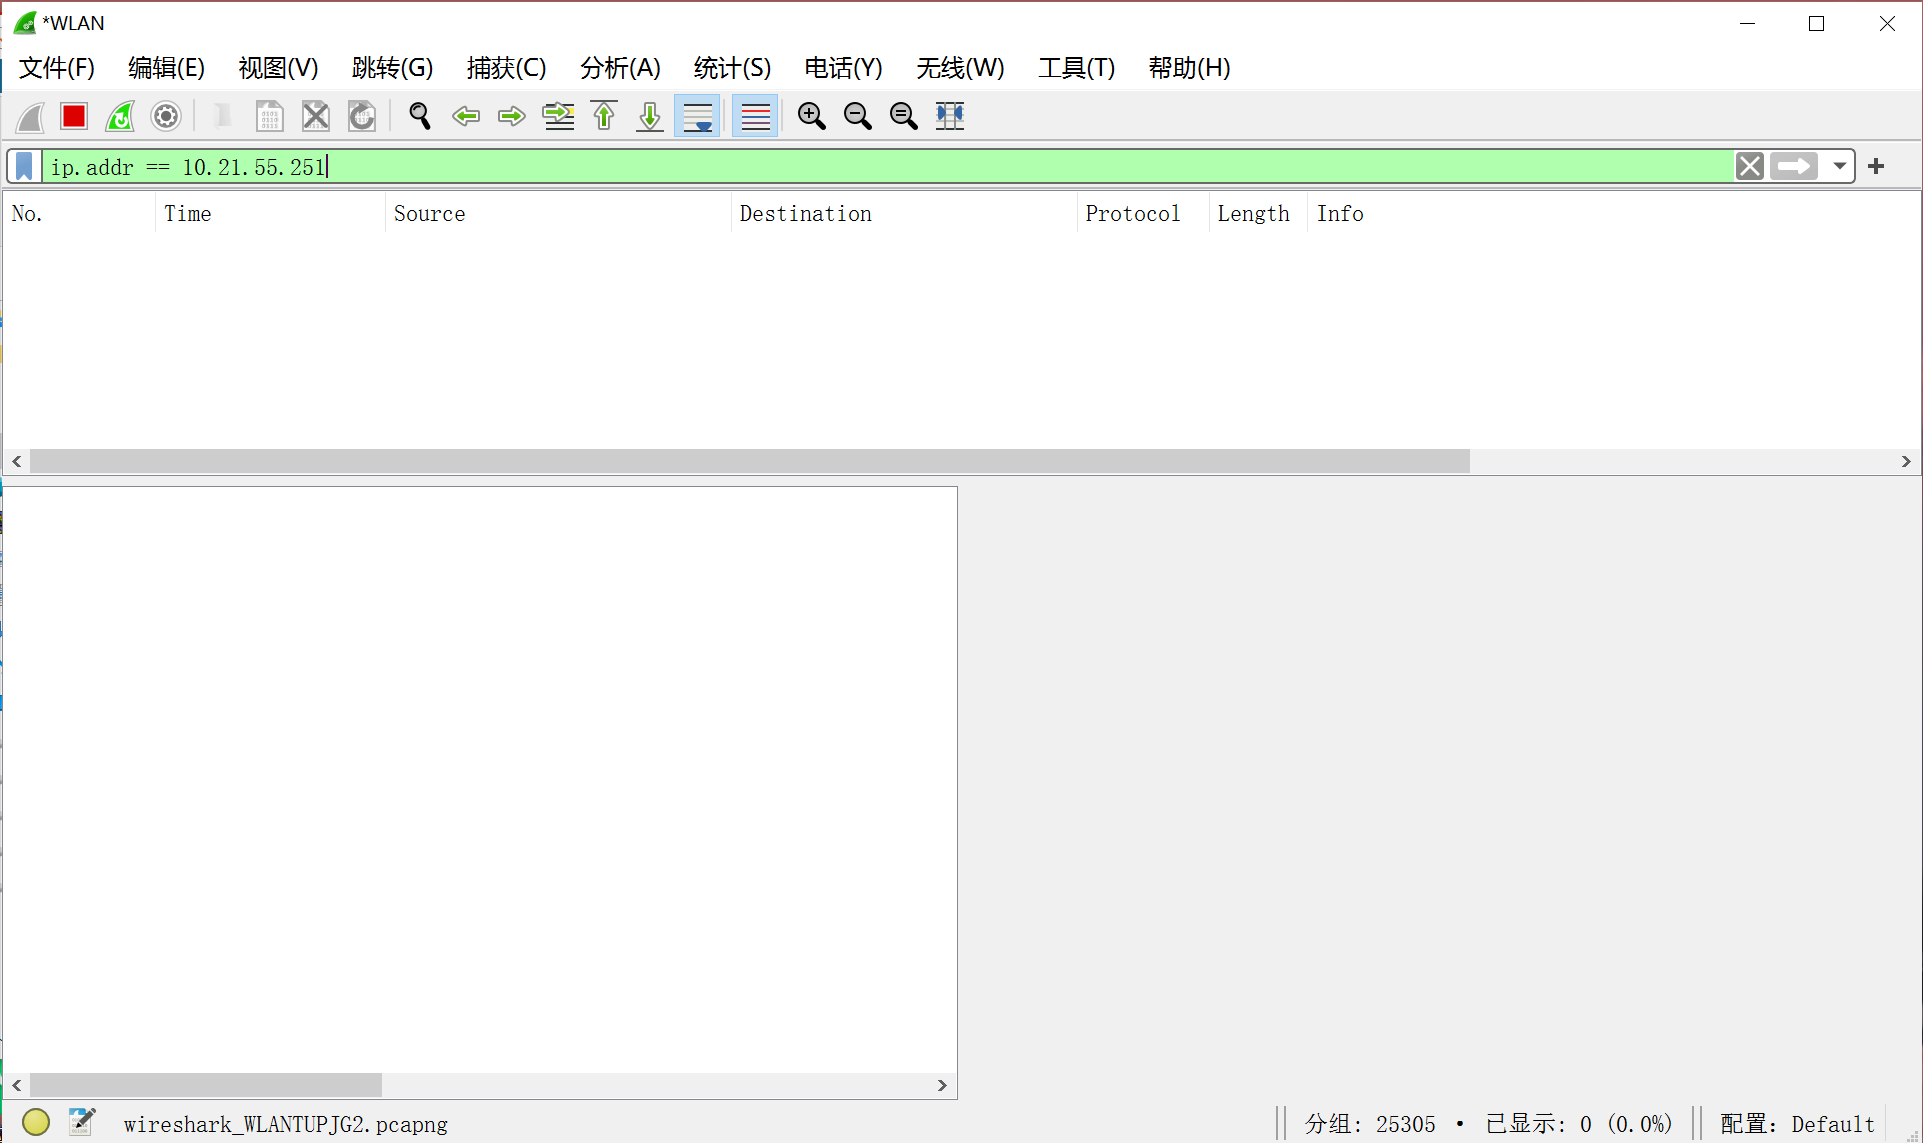 *WLAN
文件(F) 编辑(E) 视图(V) 跳转(G) 捕获(C) 分析(A) 统计(S) 电话(Y) 无线(W) 工具(T) 帮助(H)
ip.addr == 10.21.55.251
No. Time Source Destination Protocol Length Info
wireshark_WLANTUPJG2.pcapng 分组: 25305 · 已显示: 0 (0.0%) 配置: Default